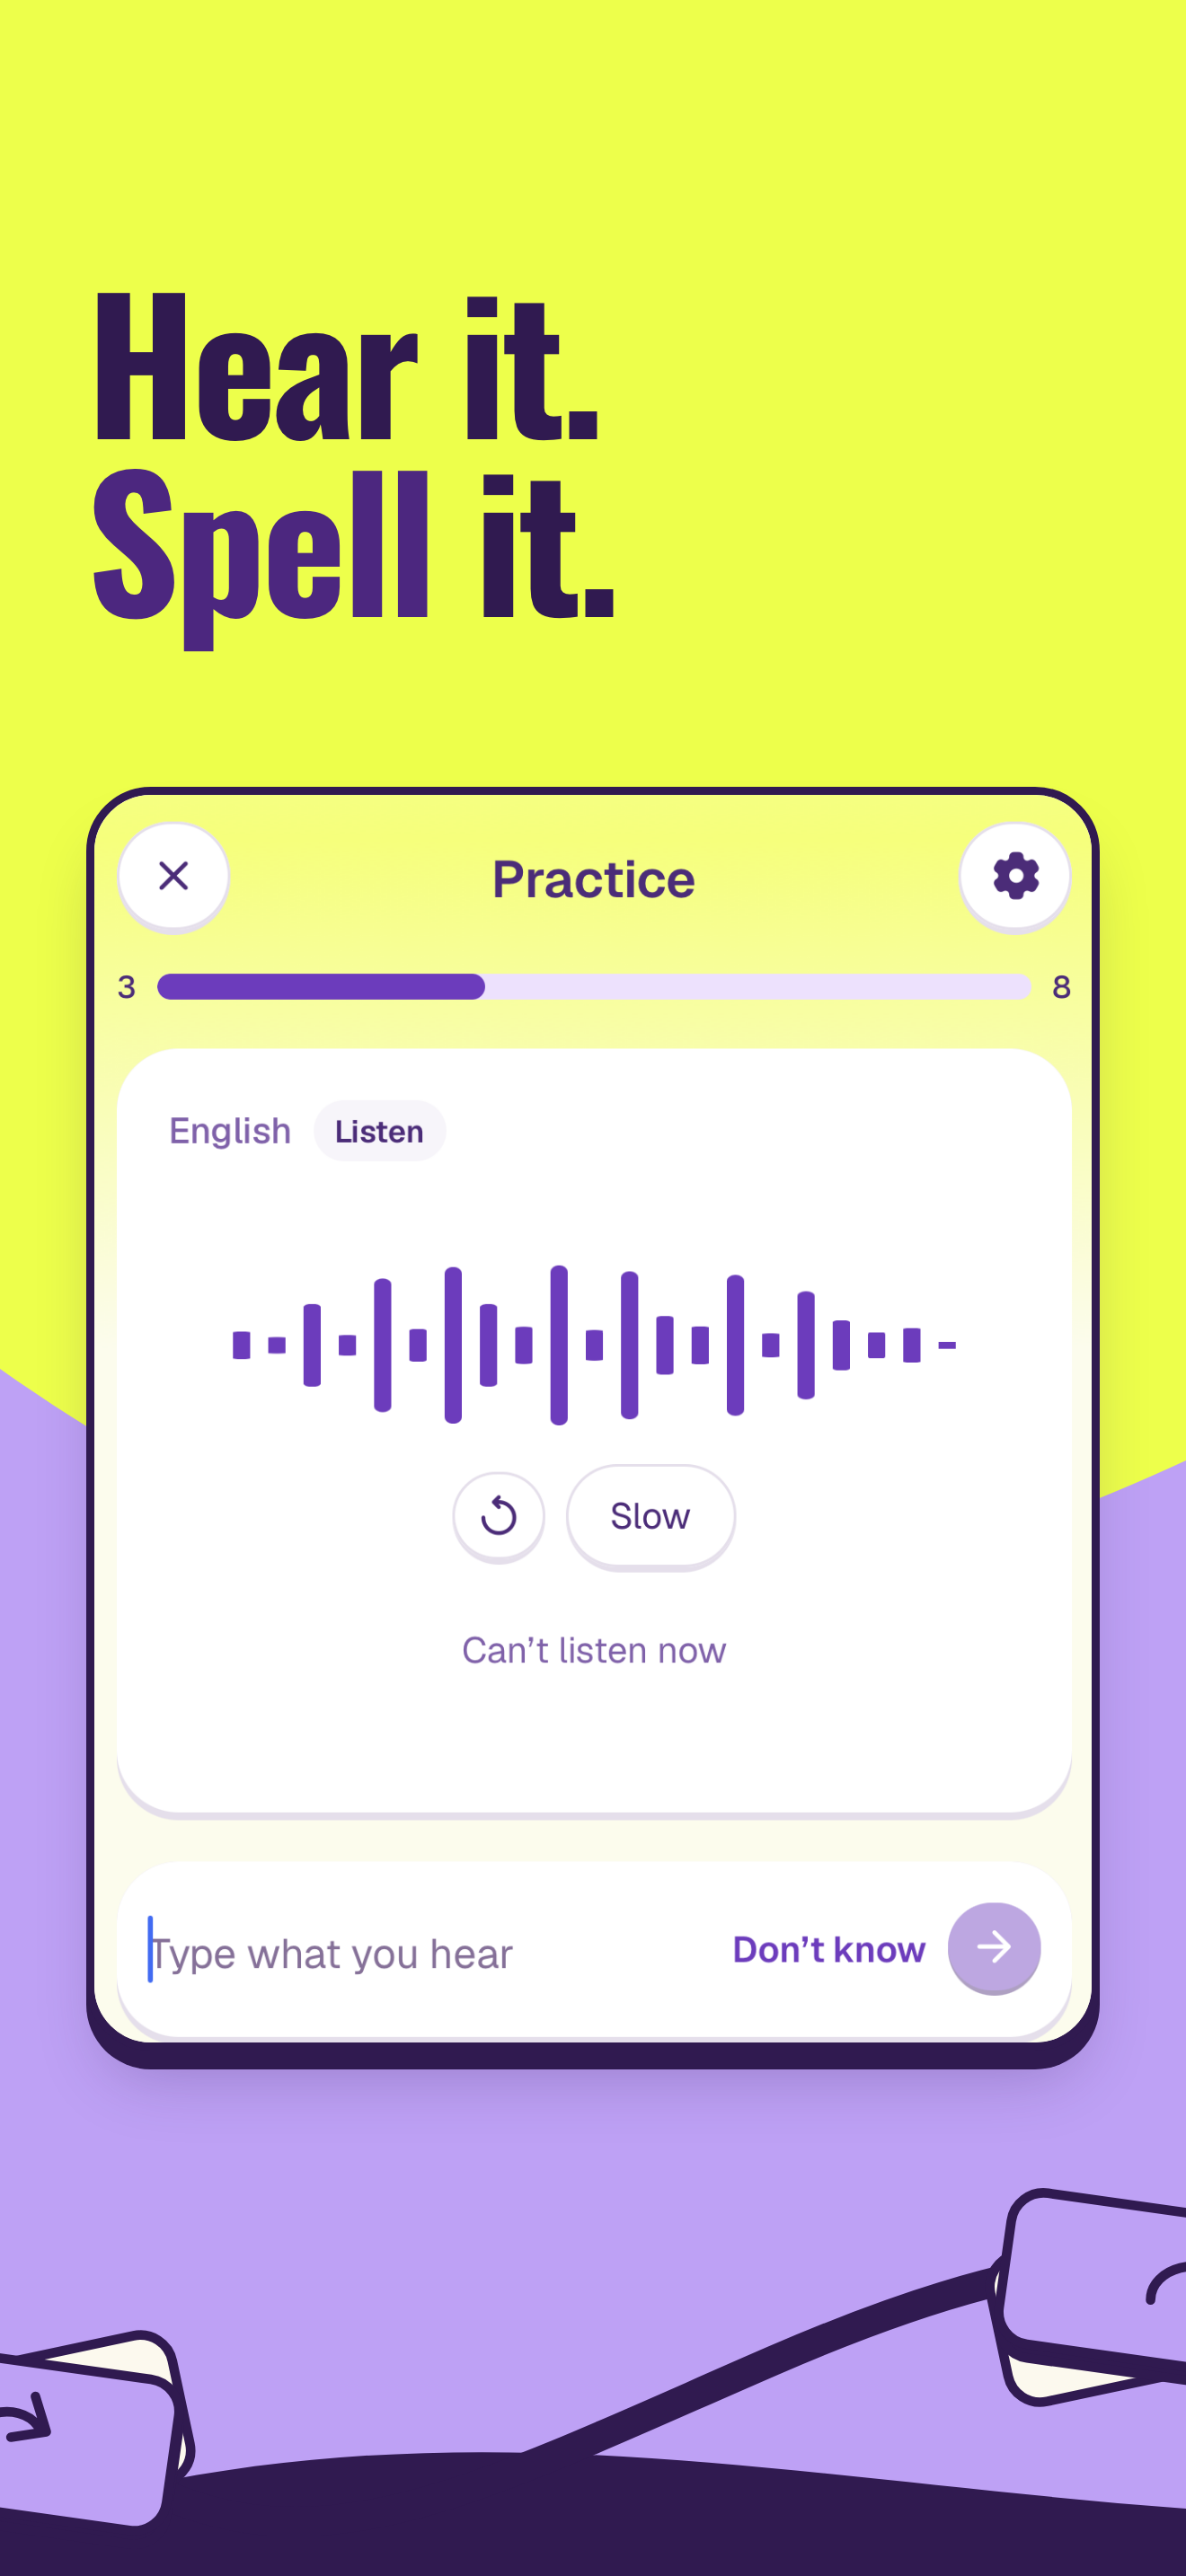 Hear it.
Spell it.
Practice
3
8
English
Listen
Slow
Can’t listen now
Type what you hear
Don’t know